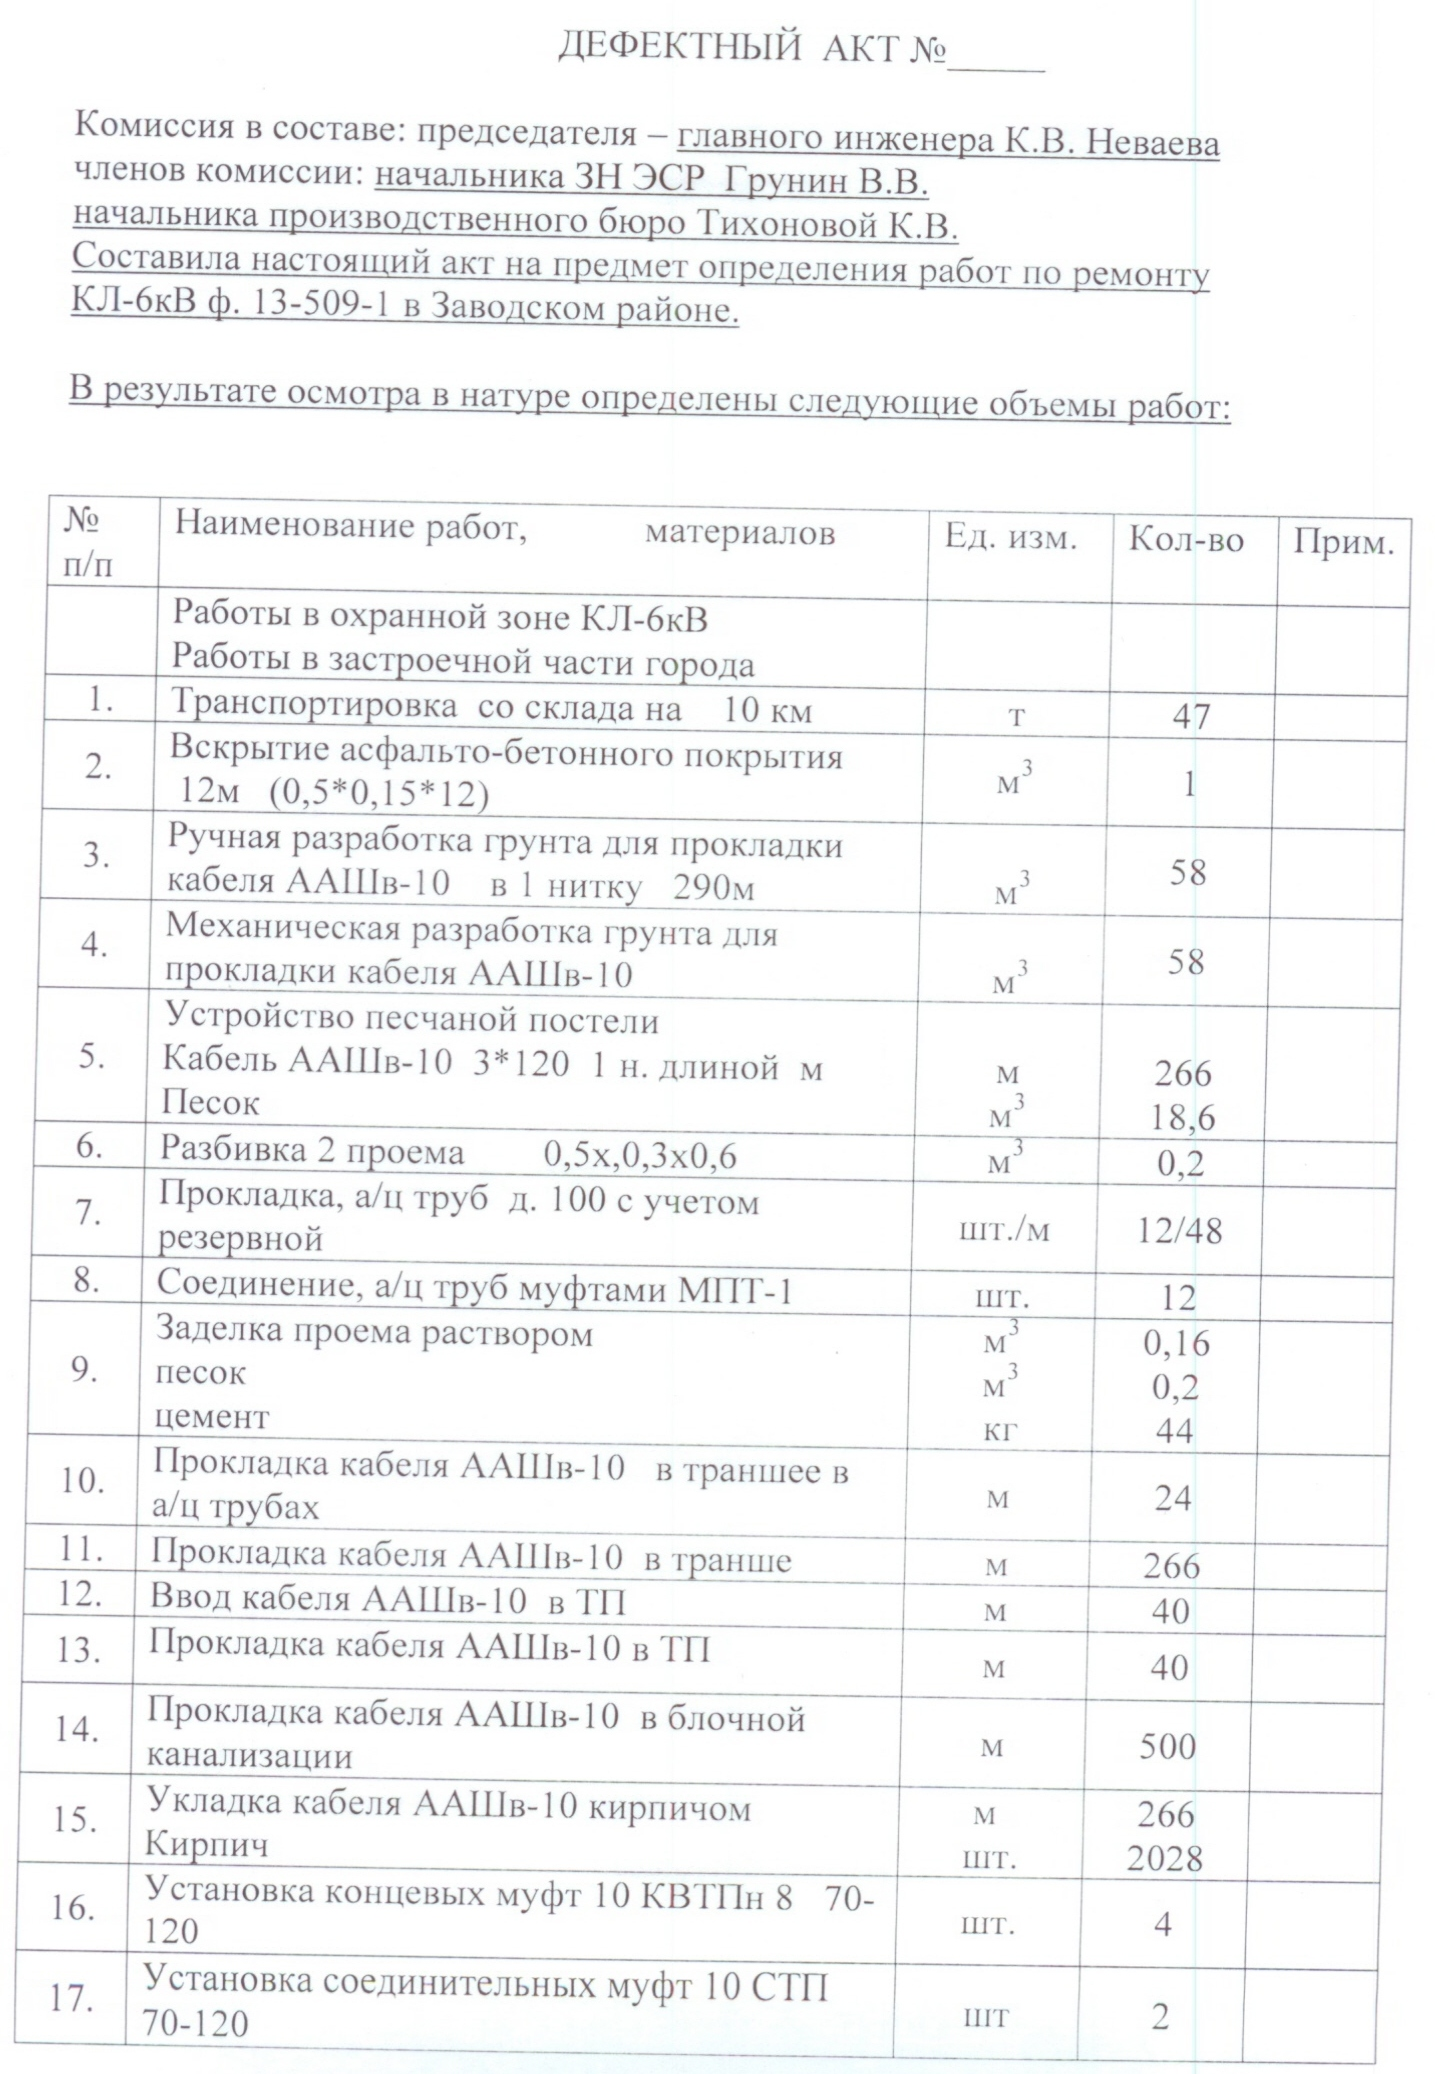 ДЕФЕКТНЫЙ АКТ №_____
Комиссия в составе: председателя – главного инженера К.В. Неваева
членов комиссии: начальника ЗН ЭСР Грунин В.В.
начальника производственного бюро Тихоновой К.В.
Составила настоящий акт на предмет определения работ по ремонту
КЛ-6кВ ф. 13-509-1 в Заводском районе.
В результате осмотра в натуре определены следующие объемы работ:
№ Наименование работ, материалов Ед. изм. Кол-во Прим.
п/п
Работы в охранной зоне КЛ-6кВ
Работы в застроечной части города
1. Транспортировка со склада на 10 км т 47
2. Вскрытие асфальто-бетонного покрытия м³ 1
12м (0,5*0,15*12)
3. Ручная разработка грунта для прокладки
кабеля ААШв-10 в 1 нитку 290м м³ 58
4. Механическая разработка грунта для
прокладки кабеля ААШв-10 м³ 58
5. Устройство песчаной постели
Кабель ААШв-10 3*120 1 н. длиной м м 266
Песок м³ 18,6
6. Разбивка 2 проема 0,5х,0,3х0,6 м³ 0,2
7. Прокладка, а/ц труб д. 100 с учетом
резервной шт./м 12/48
8. Соединение, а/ц труб муфтами МПТ-1 шт. 12
9. Заделка проема раствором м³ 0,16
песок м³ 0,2
цемент кг 44
10. Прокладка кабеля ААШв-10 в траншее в
а/ц трубах м 24
11. Прокладка кабеля ААШв-10 в транше м 266
12. Ввод кабеля ААШв-10 в ТП м 40
13. Прокладка кабеля ААШв-10 в ТП м 40
14. Прокладка кабеля ААШв-10 в блочной
канализации м 500
15. Укладка кабеля ААШв-10 кирпичом м 266
Кирпич шт. 2028
16. Установка концевых муфт 10 КВТПн 8 70-
120 шт. 4
17. Установка соединительных муфт 10 СТП
70-120 шт 2